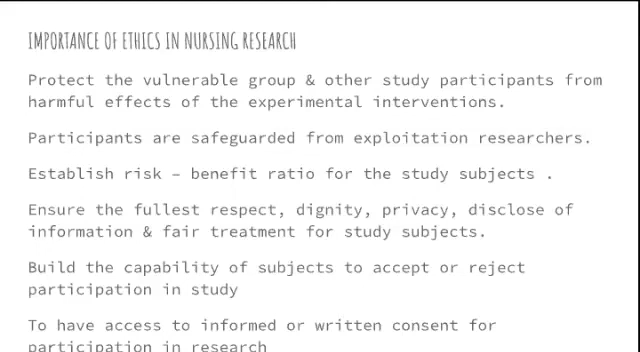 IMPORTANCE OF ETHICS IN NURSING RESEARCH
Protect the vulnerable group & other study participants from
harmful effects of the experimental interventions.
Participants are safeguarded from exploitation researchers.
Establish risk – benefit ratio for the study subjects .
Ensure the fullest respect, dignity, privacy, disclose of
information & fair treatment for study subjects.
Build the capability of subjects to accept or reject
participation in study
To have access to informed or written consent for
participation in research